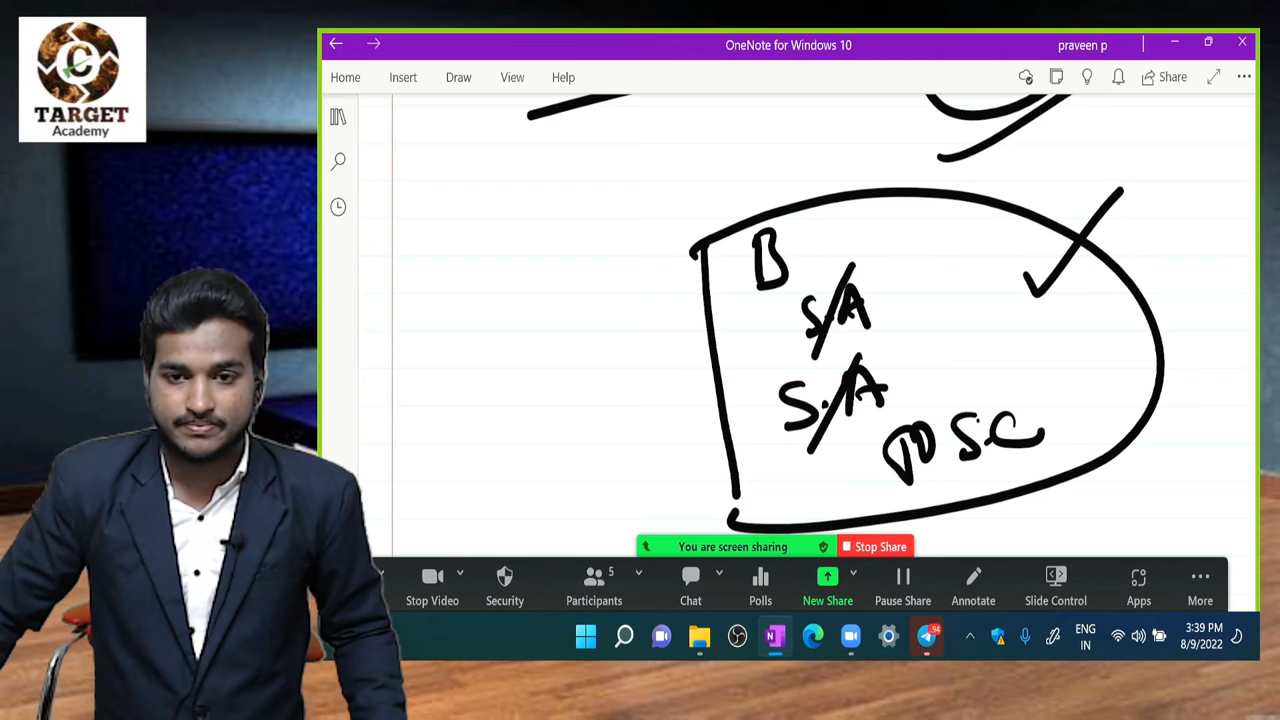 C
TARGET
Academy
OneNote for Windows 10
praveen p
Home Insert Draw View Help
Share
B
S.A
S.A
S.C
You are screen sharing
Stop Share
5
Stop Video Security Participants Chat Polls New Share Pause Share Annotate Slide Control Apps More
94
ENG
IN
3:39 PM
8/9/2022